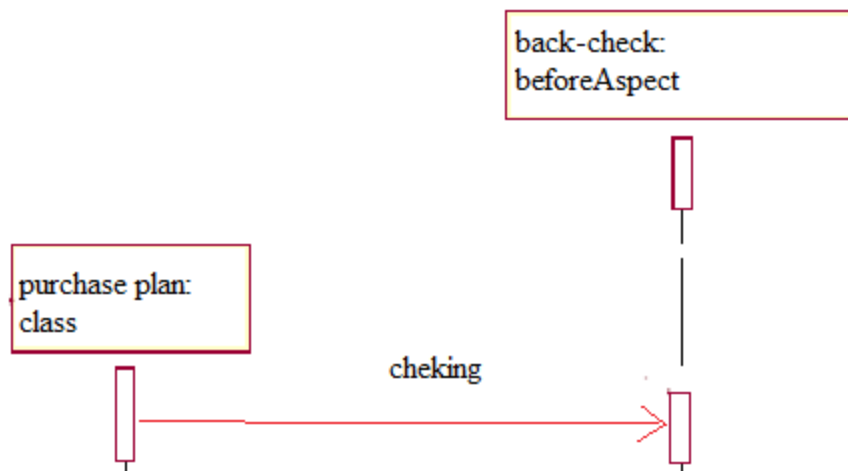 back-check:
beforeAspect
purchase plan:
class
cheking